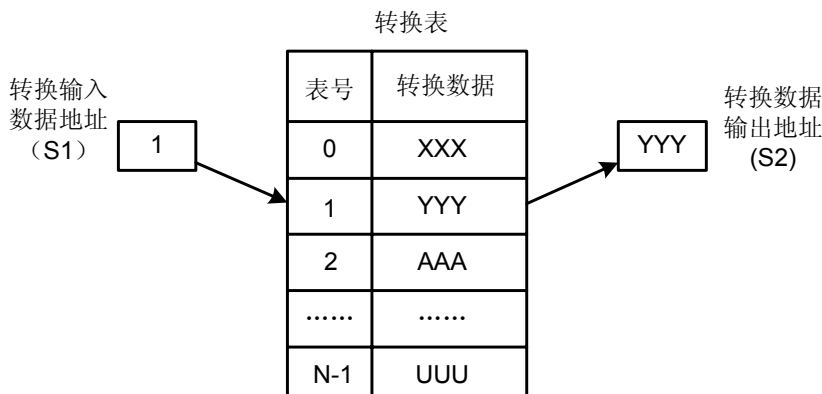 转换表
转换输入
数据地址
（S1）
1
表号 转换数据
0 XXX
1 YYY
2 AAA
...... ......
N-1 UUU
YYY
转换数据
输出地址
(S2)